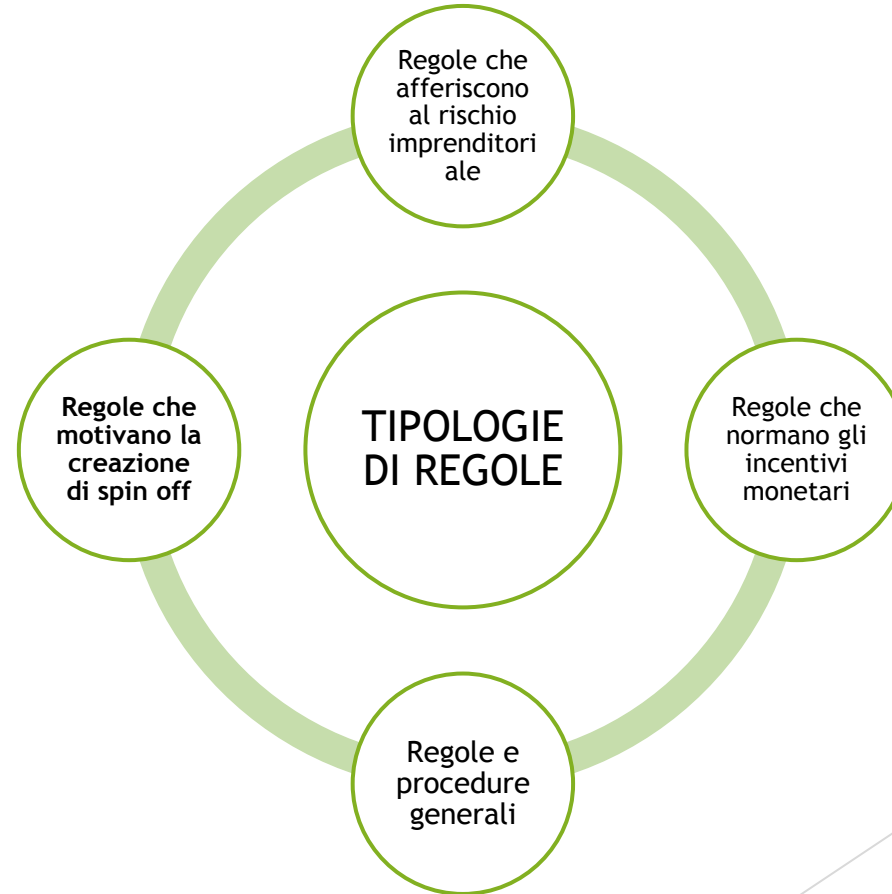 Regole che
afferiscono
al rischio
imprenditori
ale
Regole che
motivano la
creazione
di spin off
TIPOLOGIE
DI REGOLE
Regole che
normano gli
incentivi
monetari
Regole e
procedure
generali